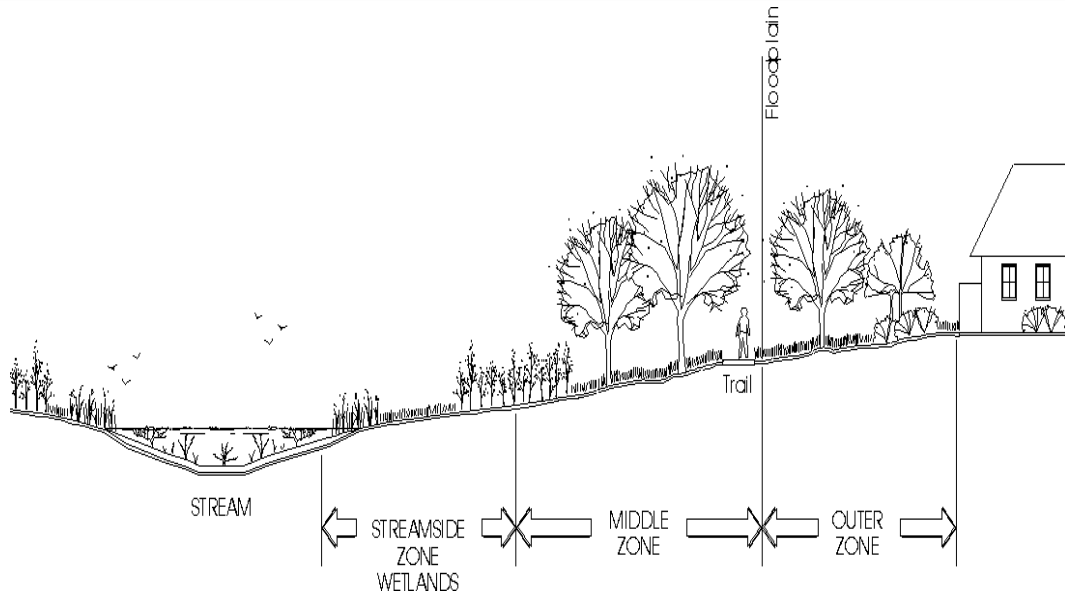 Floodplain
Trail
STREAM
STREAMSIDE
ZONE
WETLANDS
MIDDLE
ZONE
OUTER
ZONE